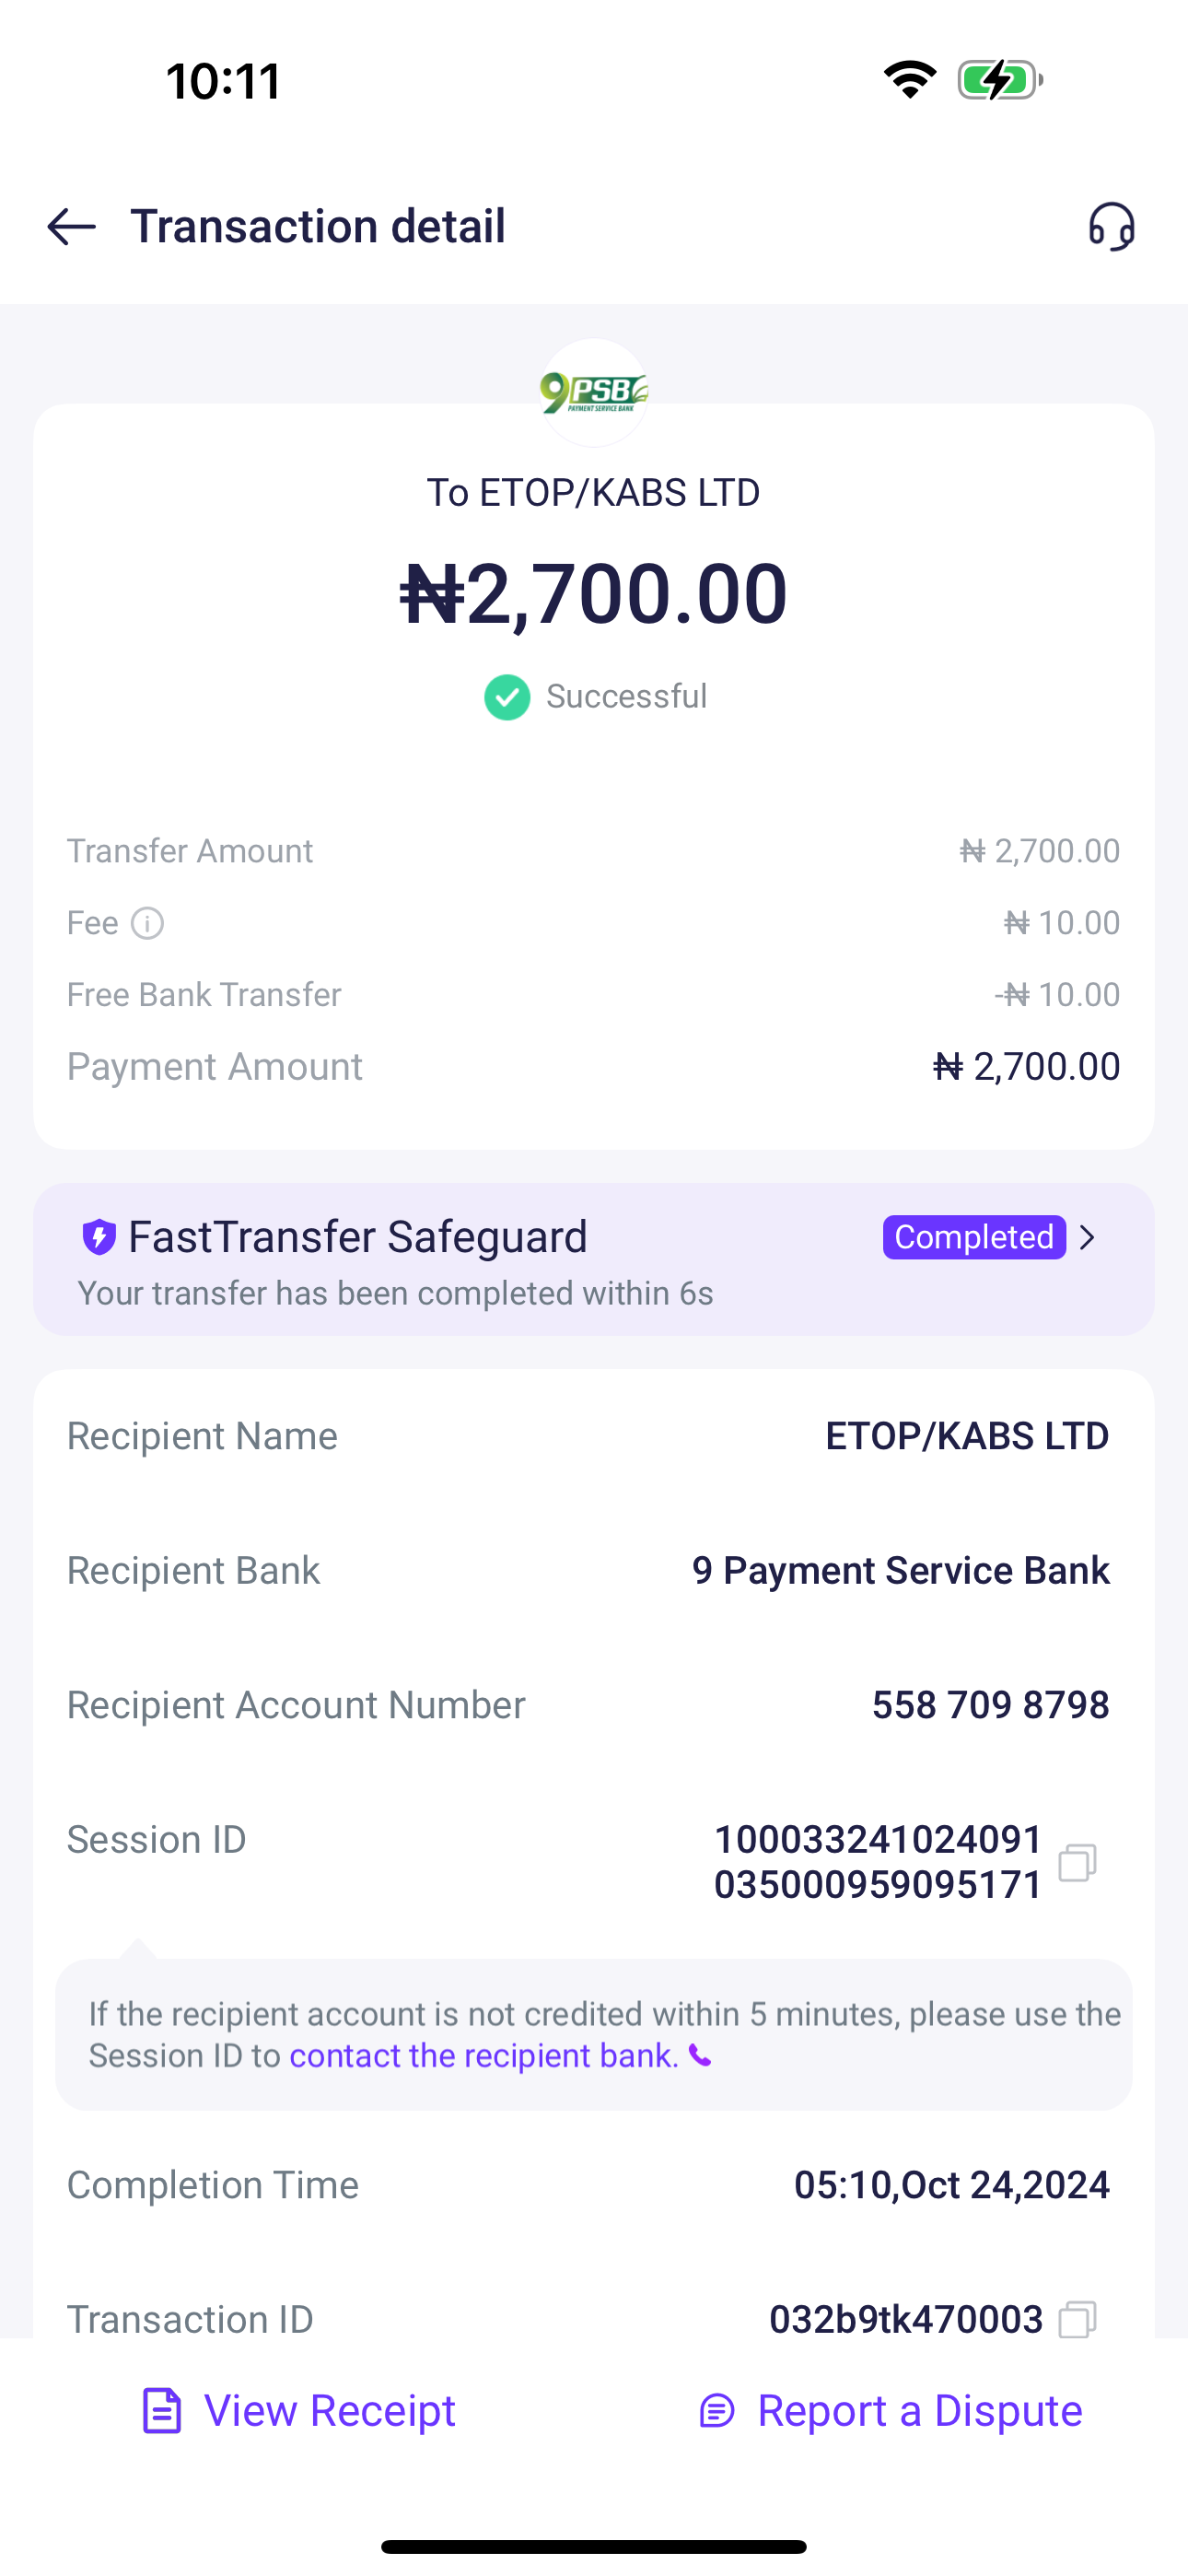 10:11
Transaction detail
9PSB
PAYMENT SERVICE BANK
To ETOP/KABS LTD
₦2,700.00
Successful
Transfer Amount ₦ 2,700.00
Fee ₦ 10.00
Free Bank Transfer -₦ 10.00
Payment Amount ₦ 2,700.00
FastTransfer Safeguard Completed
Your transfer has been completed within 6s
Recipient Name ETOP/KABS LTD
Recipient Bank 9 Payment Service Bank
Recipient Account Number 558 709 8798
Session ID 100033241024091
035000959095171
If the recipient account is not credited within 5 minutes, please use the
Session ID to contact the recipient bank.
Completion Time 05:10,Oct 24,2024
Transaction ID 032b9tk470003
View Receipt Report a Dispute